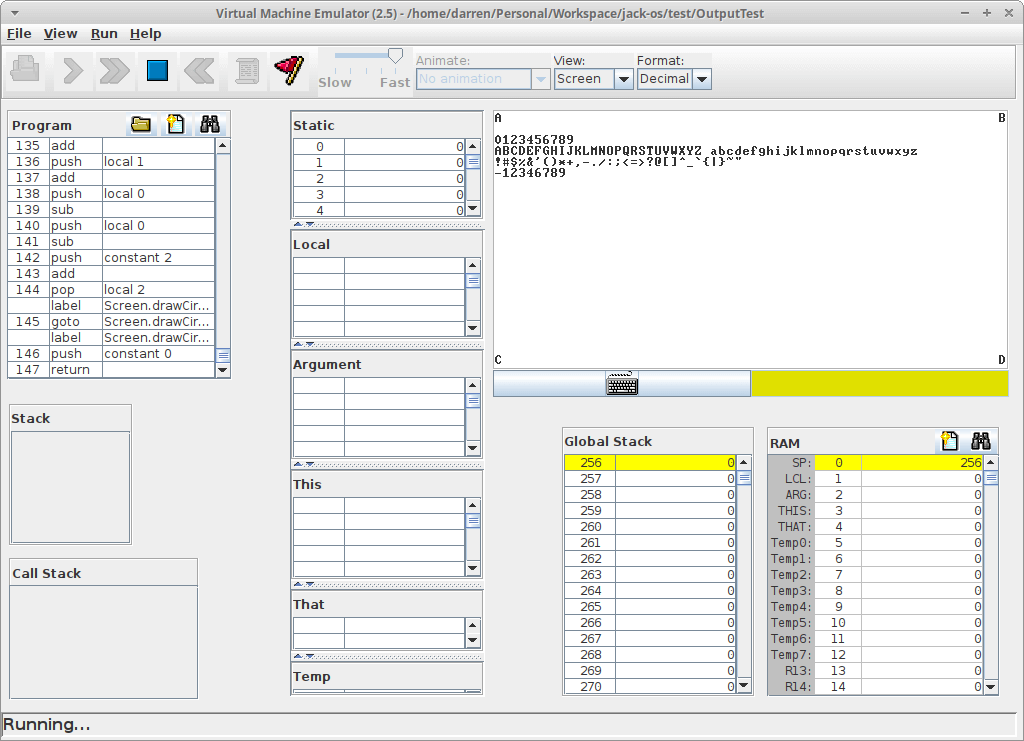 Virtual Machine Emulator (2.5) - /home/darren/Personal/Workspace/jack-os/test/OutputTest
File View Run Help
Slow Fast
Animate: View: Format:
No animation Screen Decimal
Program
135 add
136 push local 1
137 add
138 push local 0
139 sub
140 push local 0
141 sub
142 push constant 2
143 add
144 pop local 2
label Screen.drawCir...
145 goto Screen.drawCir...
label Screen.drawCir...
146 push constant 0
147 return
Stack
Call Stack
Static
0 0
1 0
2 0
3 0
4 0
Local
Argument
This
That
Temp
A B
0123456789
ABCDEFGHIJKLMNOPQRSTUVWXYZ abcdefghijklmnopqrstuvwxyz
!#$%&'()*+,-./:;<=>?@[]^_`{|}~"
-12346789
C D
Global Stack
256 0
257 0
258 0
259 0
260 0
261 0
262 0
263 0
264 0
265 0
266 0
267 0
268 0
269 0
270 0
RAM
SP: 0 256
LCL: 1 0
ARG: 2 0
THIS: 3 0
THAT: 4 0
Temp0: 5 0
Temp1: 6 0
Temp2: 7 0
Temp3: 8 0
Temp4: 9 0
Temp5: 10 0
Temp6: 11 0
Temp7: 12 0
R13: 13 0
R14: 14 0
Running...